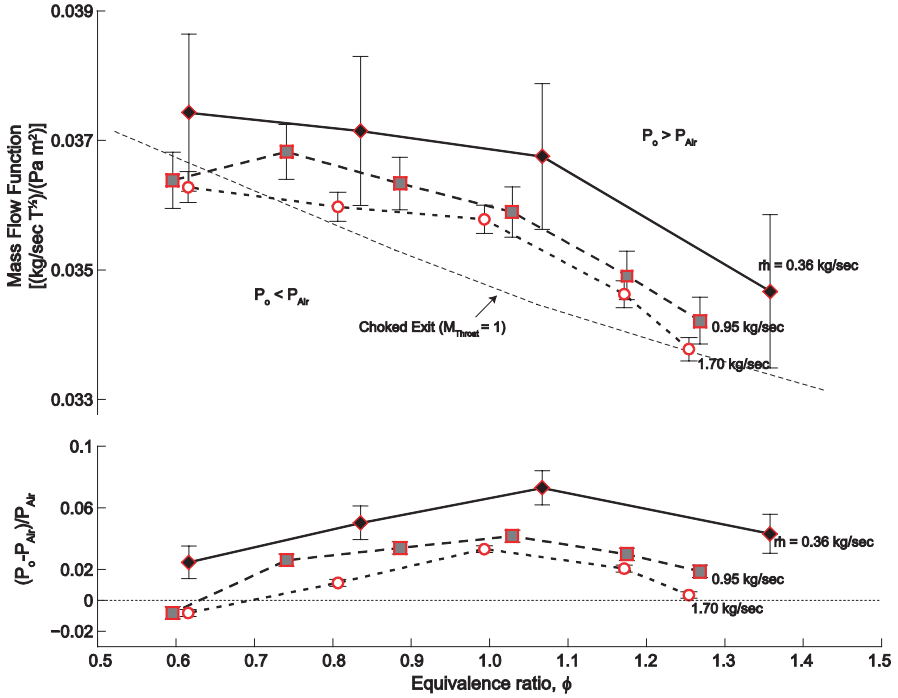 Mass Flow Function
[(kg/sec T^½)/(Pa m²)]
0.039
0.037
0.035
0.033
P_o > P_Air
P_o < P_Air
Choked Exit (M_Throat = 1)
ṁ = 0.36 kg/sec
0.95 kg/sec
1.70 kg/sec
(P_o-P_Air)/P_Air
0.1
0.06
0.02
0
−0.02
ṁ = 0.36 kg/sec
0.95 kg/sec
1.70 kg/sec
0.5 0.6 0.7 0.8 0.9 1.0 1.1 1.2 1.3 1.4 1.5
Equivalence ratio, ϕ